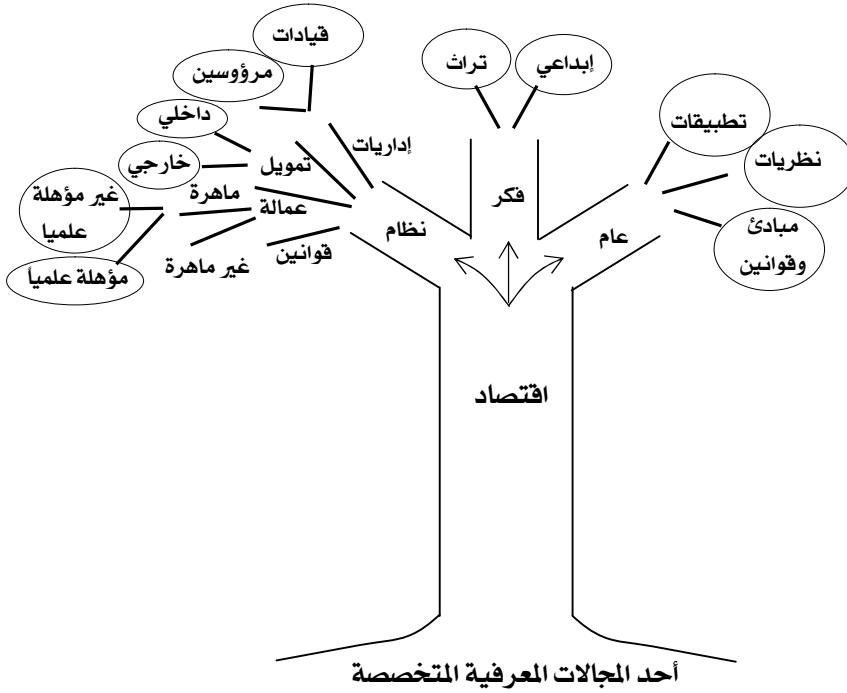 قيادات
مرؤوسين
داخلي
خارجي
غير مؤهلة
علميا
مؤهلة علمياً
إداريات
تمويل
ماهرة
عمالة
غير ماهرة
قوانين
نظام
تراث
إبداعي
فكر
تطبيقات
نظريات
مبادئ
وقوانين
عام
اقتصاد
أحد المجالات المعرفية المتخصصة